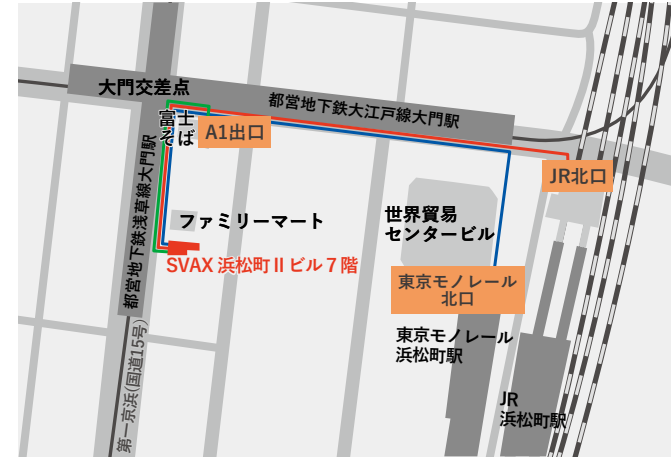 大門交差点
都営地下鉄大江戸線大門駅
富士
そば
A1出口
JR北口
都営地下鉄浅草線大門駅
ファミリーマート
世界貿易
センタービル
SVAX 浜松町Ⅱビル7階
東京モノレール
北口
東京モノレール
浜松町駅
第一京浜(国道15号)
JR
浜松町駅